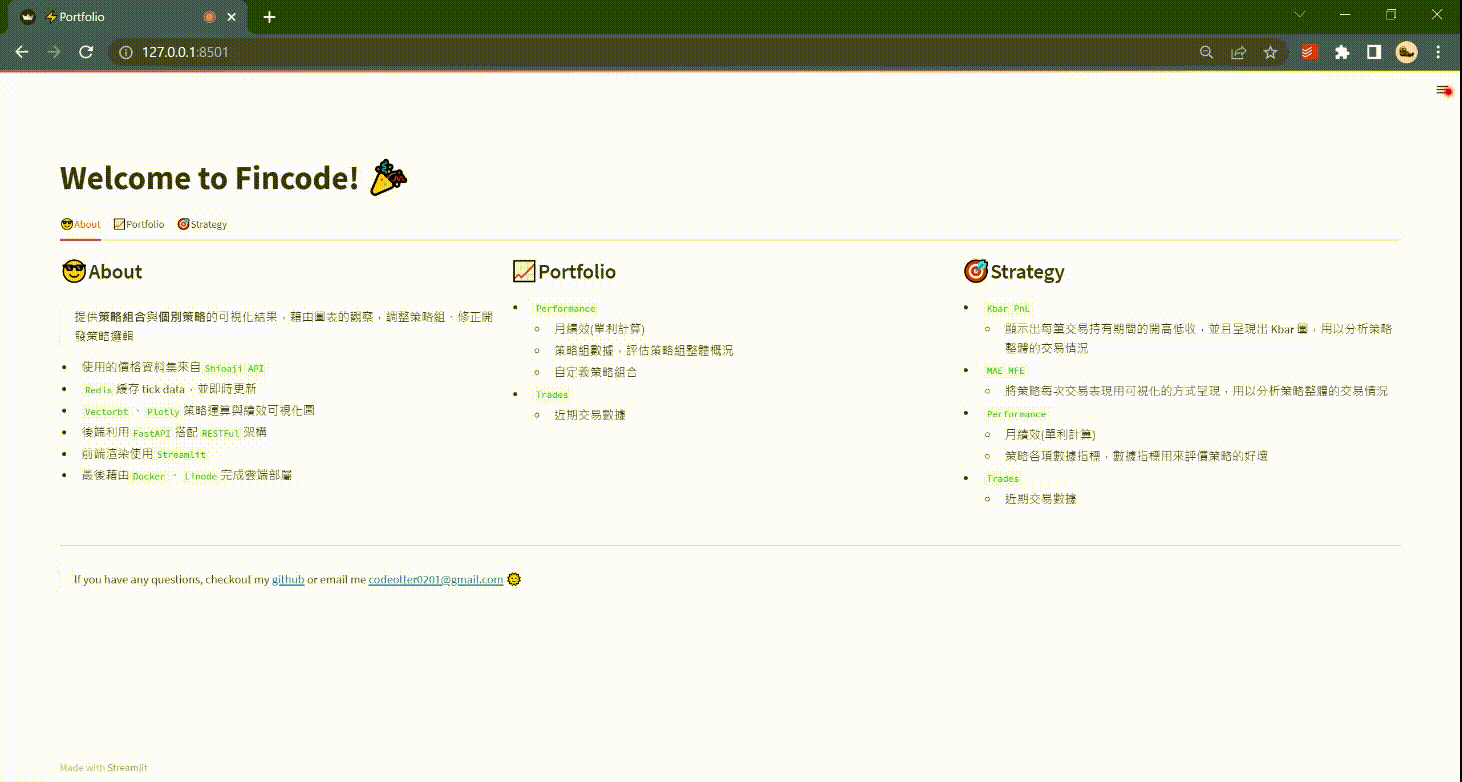 ⚡Portfolio
127.0.0.1:8501
Welcome to Fincode! 🎉
😎About 📈Portfolio 🎯Strategy
😎About
提供策略組合與個別策略的可視化結果，藉由圖表的觀察，調整策略組、修正開
發策略邏輯
使用的價格資料集來自 Shioaji API
Redis 緩存 tick data，並即時更新
Vectorbt 、 Plotly 策略運算與績效可視化圖
後端利用 FastAPI 搭配 RESTFul 架構
前端渲染使用 Streamlit
最後藉由 Docker 、 Linode 完成雲端部屬
📈Portfolio
Performance
月績效(單利計算)
策略組數據，評估策略組整體概況
自定義策略組合
Trades
近期交易數據
🎯Strategy
Kbar PnL
顯示出每筆交易持有期間的開高低收，並且呈現出 Kbar 圖，用以分析策略
整體的交易情況
MAE MFE
將策略每次交易表現用可視化的方式呈現，用以分析策略整體的交易情況
Performance
月績效(單利計算)
策略各項數據指標，數據指標用來評價策略的好壞
Trades
近期交易數據
If you have any questions, checkout my github or email me codeotter0201@gmail.com 🌞
Made with Streamlit